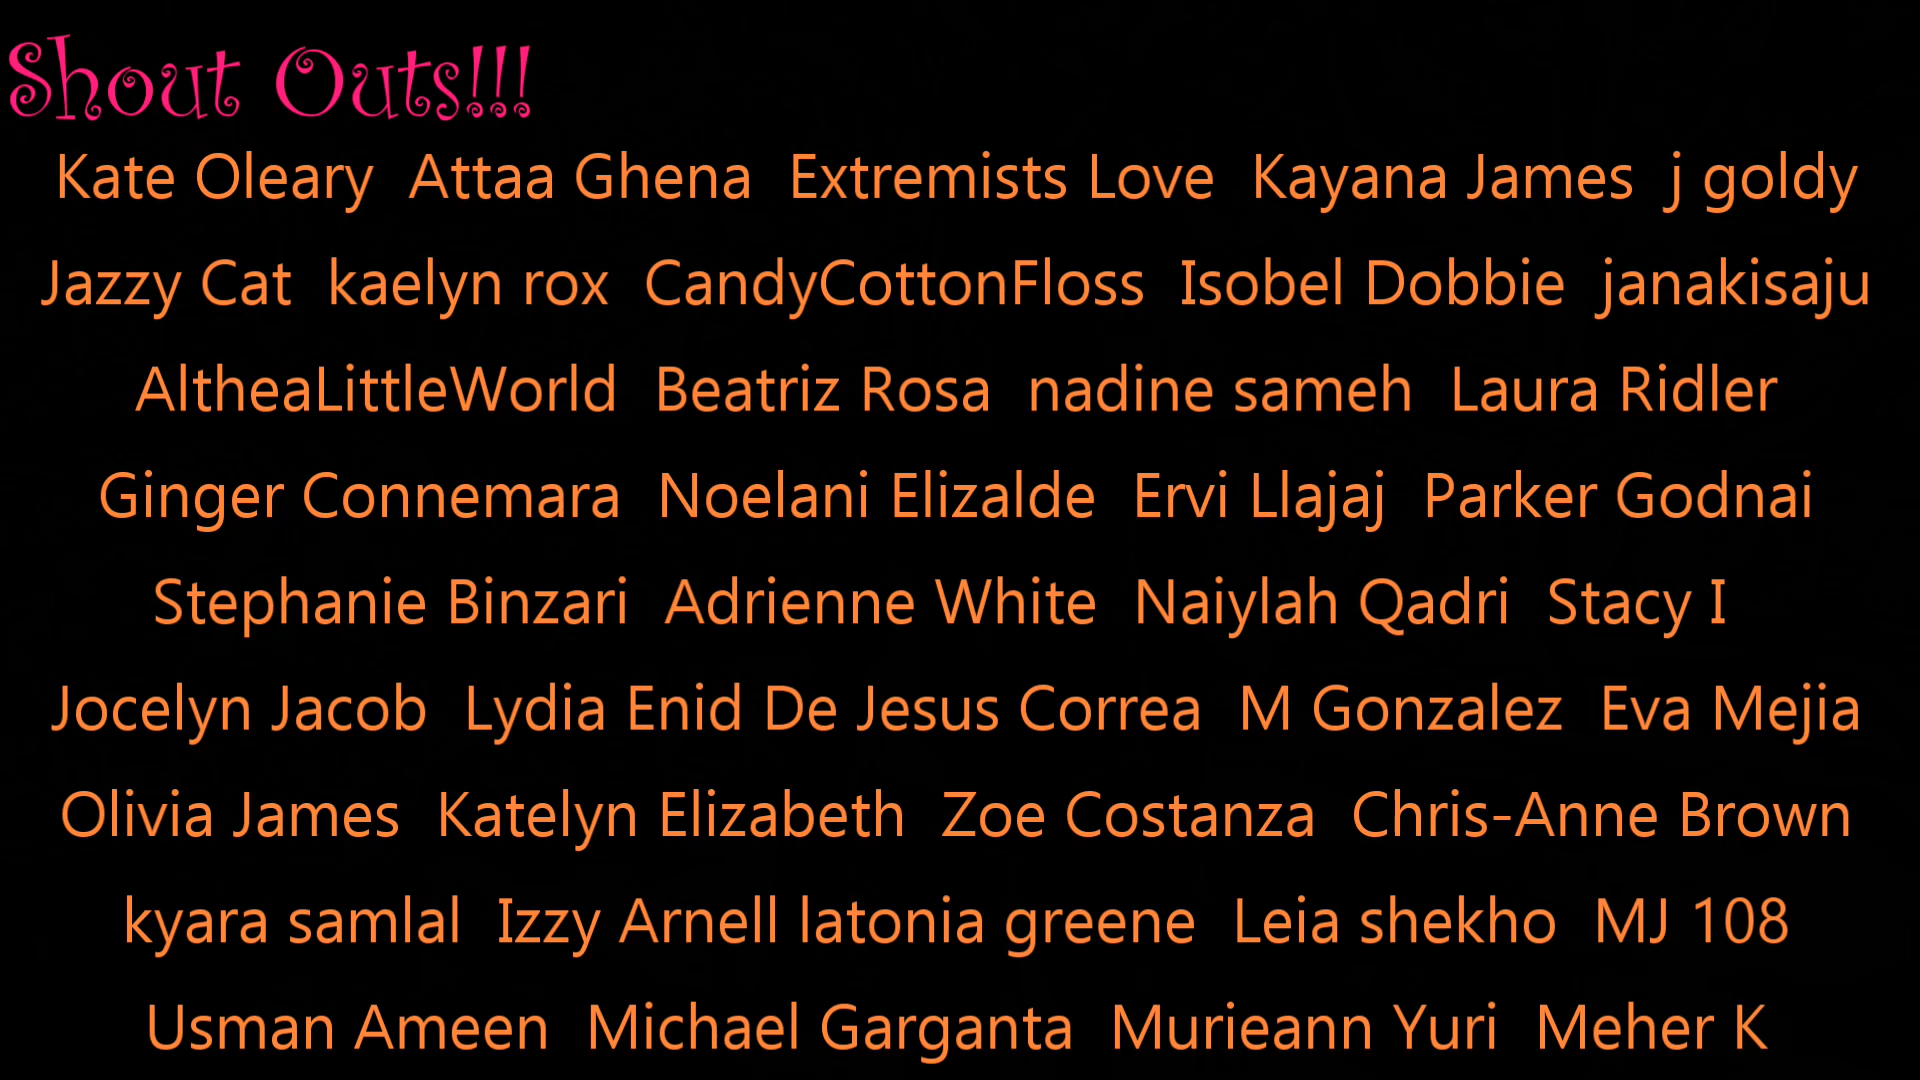 Shout Outs!!!
Kate Oleary  Attaa Ghena  Extremists Love  Kayana James  j goldy
Jazzy Cat  kaelyn rox  CandyCottonFloss  Isobel Dobbie  janakisaju
AltheaLittleWorld  Beatriz Rosa  nadine sameh  Laura Ridler
Ginger Connemara  Noelani Elizalde  Ervi Llajaj  Parker Godnai
Stephanie Binzari  Adrienne White  Naiylah Qadri  Stacy I
Jocelyn Jacob  Lydia Enid De Jesus Correa  M Gonzalez  Eva Mejia
Olivia James  Katelyn Elizabeth  Zoe Costanza  Chris-Anne Brown
kyara samlal  Izzy Arnell latonia greene  Leia shekho  MJ 108
Usman Ameen  Michael Garganta  Murieann Yuri  Meher K